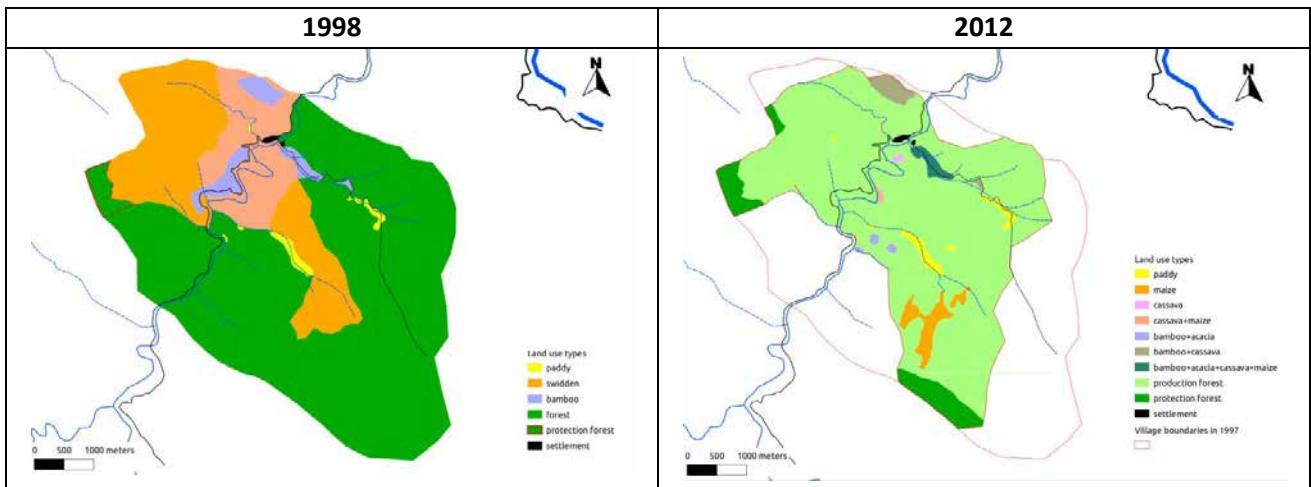 1998
2012
N
N
Land use types
paddy
swidden
bamboo
forest
protection forest
settlement
0 500 1000 meters
Land use types
paddy
maize
cassava
cassava+maize
bamboo+acacia
bamboo+cassava
bamboo+acacia+cassava+maize
production forest
protection forest
settlement
Village boundaries in 1997
0 500 1000 meters